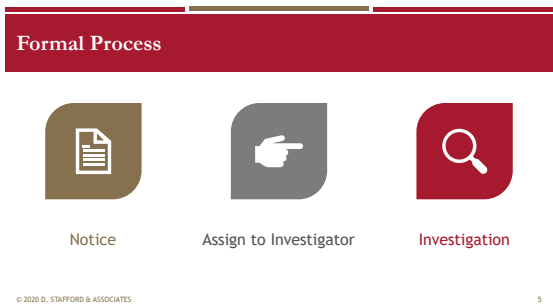 Formal Process
Notice
Assign to Investigator
Investigation
© 2020 D. STAFFORD & ASSOCIATES
5